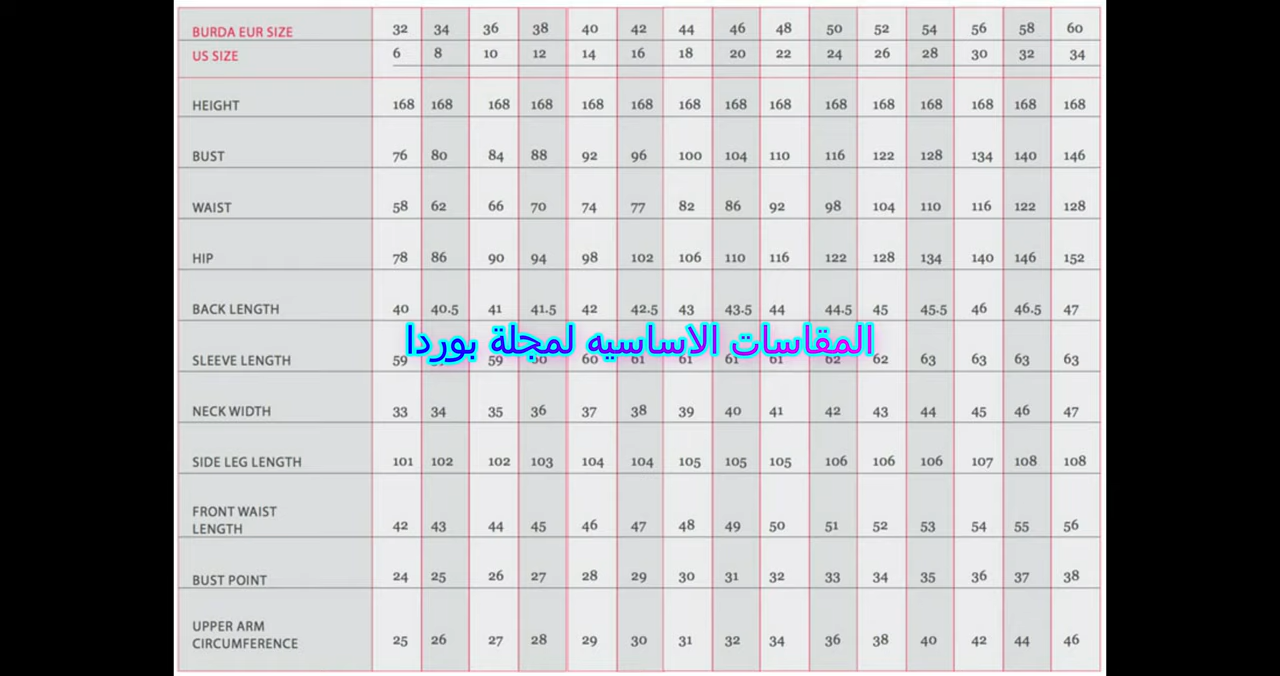 BURDA EUR SIZE 32 34 36 38 40 42 44 46 48 50 52 54 56 58 60
US SIZE 6 8 10 12 14 16 18 20 22 24 26 28 30 32 34
HEIGHT 168 168 168 168 168 168 168 168 168 168 168 168 168 168 168
BUST 76 80 84 88 92 96 100 104 110 116 122 128 134 140 146
WAIST 58 62 66 70 74 77 82 86 92 98 104 110 116 122 128
HIP 78 86 90 94 98 102 106 110 116 122 128 134 140 146 152
BACK LENGTH 40 40.5 41 41.5 42 42.5 43 43.5 44 44.5 45 45.5 46 46.5 47
المقاسات الاساسيه لمجلة بوردا
SLEEVE LENGTH 59 59 60 61 61 61 61 62 62 63 63 63 63
NECK WIDTH 33 34 35 36 37 38 39 40 41 42 43 44 45 46 47
SIDE LEG LENGTH 101 102 102 103 104 104 105 105 105 106 106 106 107 108 108
FRONT WAIST
LENGTH 42 43 44 45 46 47 48 49 50 51 52 53 54 55 56
BUST POINT 24 25 26 27 28 29 30 31 32 33 34 35 36 37 38
UPPER ARM
CIRCUMFERENCE 25 26 27 28 29 30 31 32 34 36 38 40 42 44 46